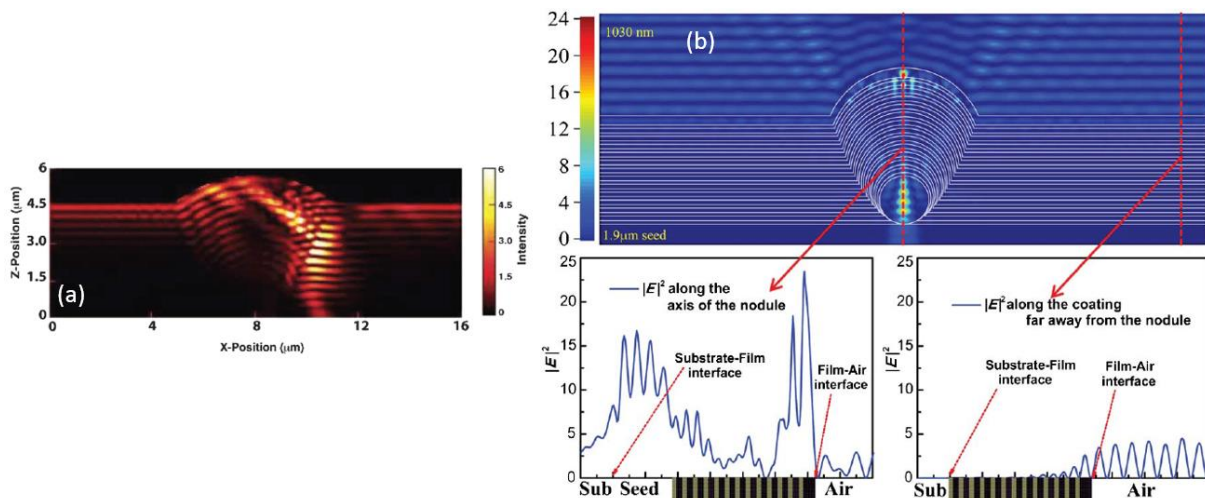 6
4.5
3.0
1.5
0
Z-Position (μm)
(a)
0
4
8
12
16
X-Position (μm)
6
4.5
3.0
1.5
0
Intensity
24
20
16
12
8
4
0
1030 nm
(b)
1.9μm seed
25
20
15
10
5
0
|E|²
|E|² along the
axis of the nodule
Substrate-Film
interface
Film-Air
interface
Sub Seed
Air
25
20
15
10
5
0
|E|²
|E|² along the coating
far away from the nodule
Substrate-Film
interface
Film-Air
interface
Sub
Air